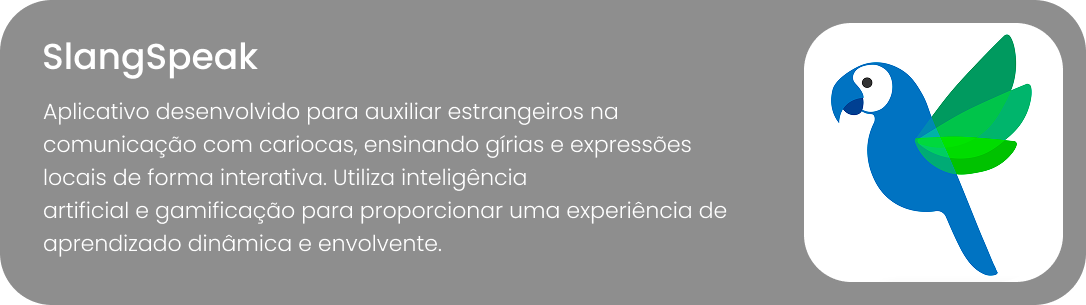 SlangSpeak
Aplicativo desenvolvido para auxiliar estrangeiros na
comunicação com cariocas, ensinando gírias e expressões
locais de forma interativa. Utiliza inteligência
artificial e gamificação para proporcionar uma experiência de
aprendizado dinâmica e envolvente.